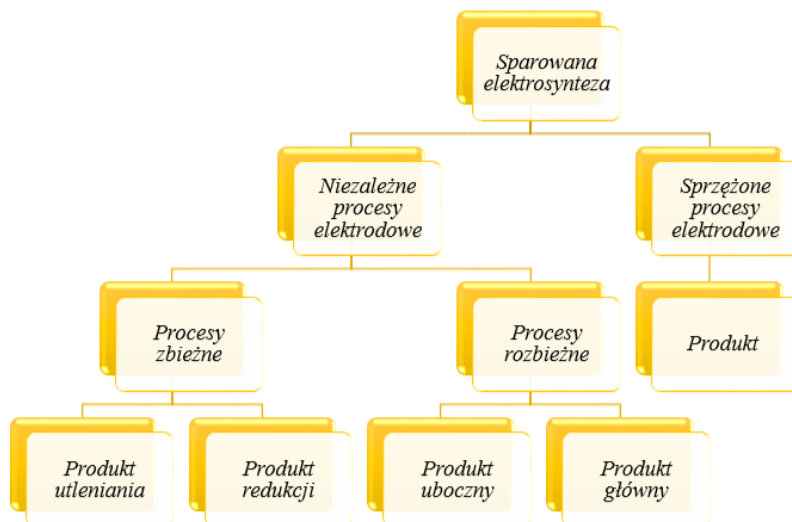 Sparowana
elektrosynteza
Niezależne
procesy
elektrodowe
Sprzężone
procesy
elektrodowe
Procesy
zbieżne
Procesy
rozbieżne
Produkt
Produkt
utleniania
Produkt
redukcji
Produkt
uboczny
Produkt
główny